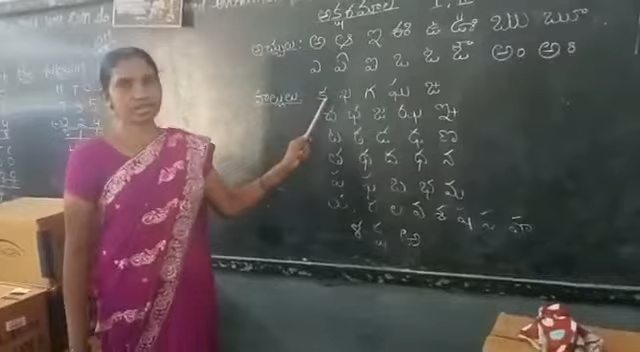 అక్షరమాల
అచ్చులు: అ ఆ ఇ ఈ ఉ ఊ ఋ ౠ
ఎ ఏ ఐ ఒ ఓ ఔ అం అః
హల్లులు క ఖ గ ఘ ఙ
చ ఛ జ ఝ ఞ
ట ఠ డ ఢ ణ
త థ ద ధ న
ప ఫ బ భ మ
య ర ల వ శ ష స హ
ళ క్ష ఱ